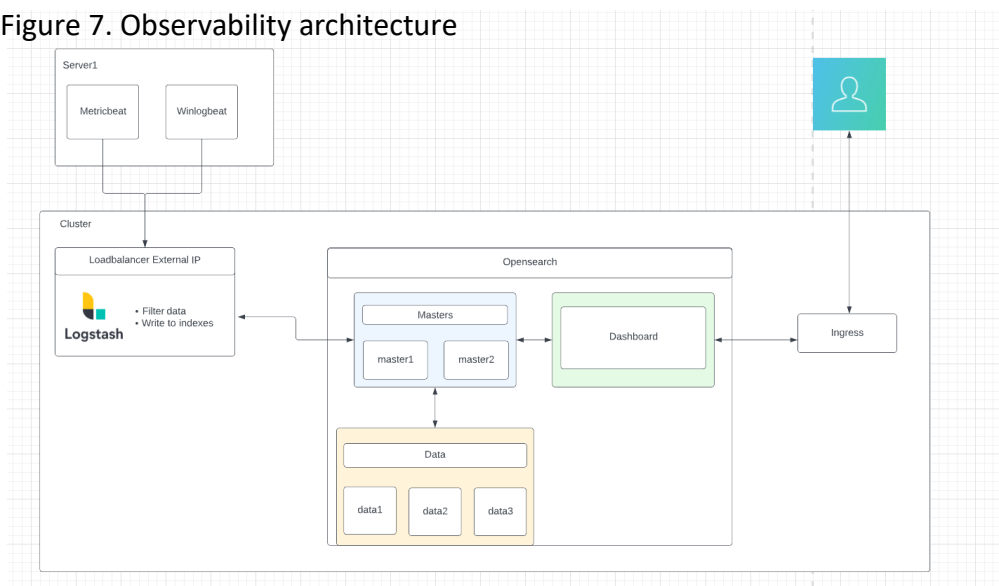 Figure 7. Observability architecture
Server1
Metricbeat
Winlogbeat
Cluster
Loadbalancer External IP
Logstash
• Filter data
• Write to indexes
Opensearch
Masters
master1
master2
Dashboard
Ingress
Data
data1
data2
data3